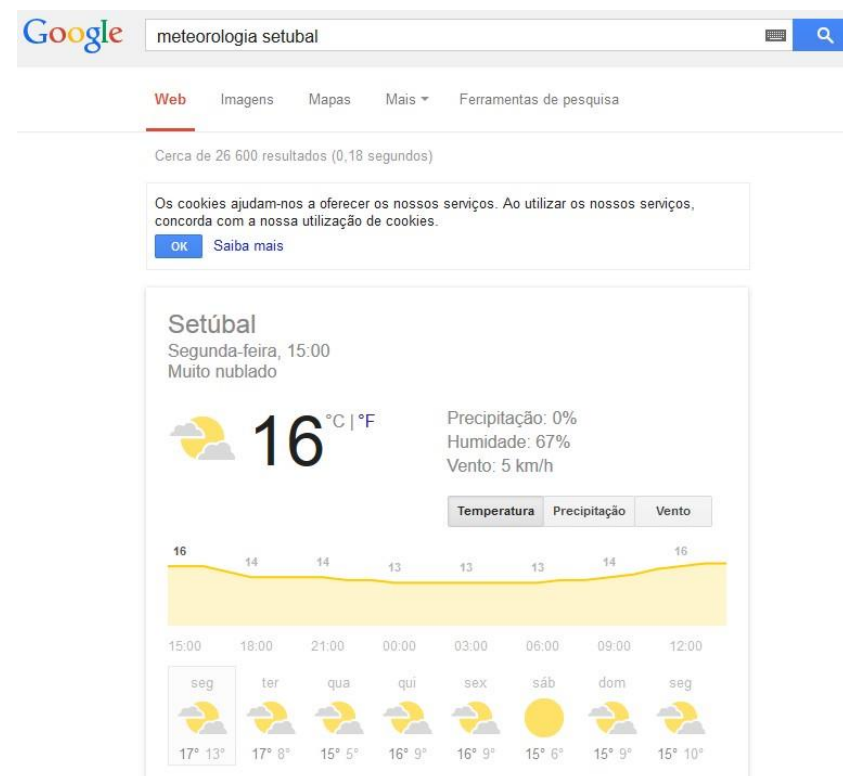 Google meteorologia setubal
Web Imagens Mapas Mais Ferramentas de pesquisa
Cerca de 26 600 resultados (0,18 segundos)
Os cookies ajudam-nos a oferecer os nossos serviços. Ao utilizar os nossos serviços,
concorda com a nossa utilização de cookies.
OK Saiba mais
Setúbal
Segunda-feira, 15:00
Muito nublado
16 °C | °F
Precipitação: 0%
Humidade: 67%
Vento: 5 km/h
Temperatura Precipitação Vento
16 14 14 13 13 13 14 16
15:00 18:00 21:00 00:00 03:00 06:00 09:00 12:00
seg ter qua qui sex sáb dom seg
17° 13° 17° 8° 15° 5° 16° 9° 16° 9° 15° 6° 15° 9° 15° 10°